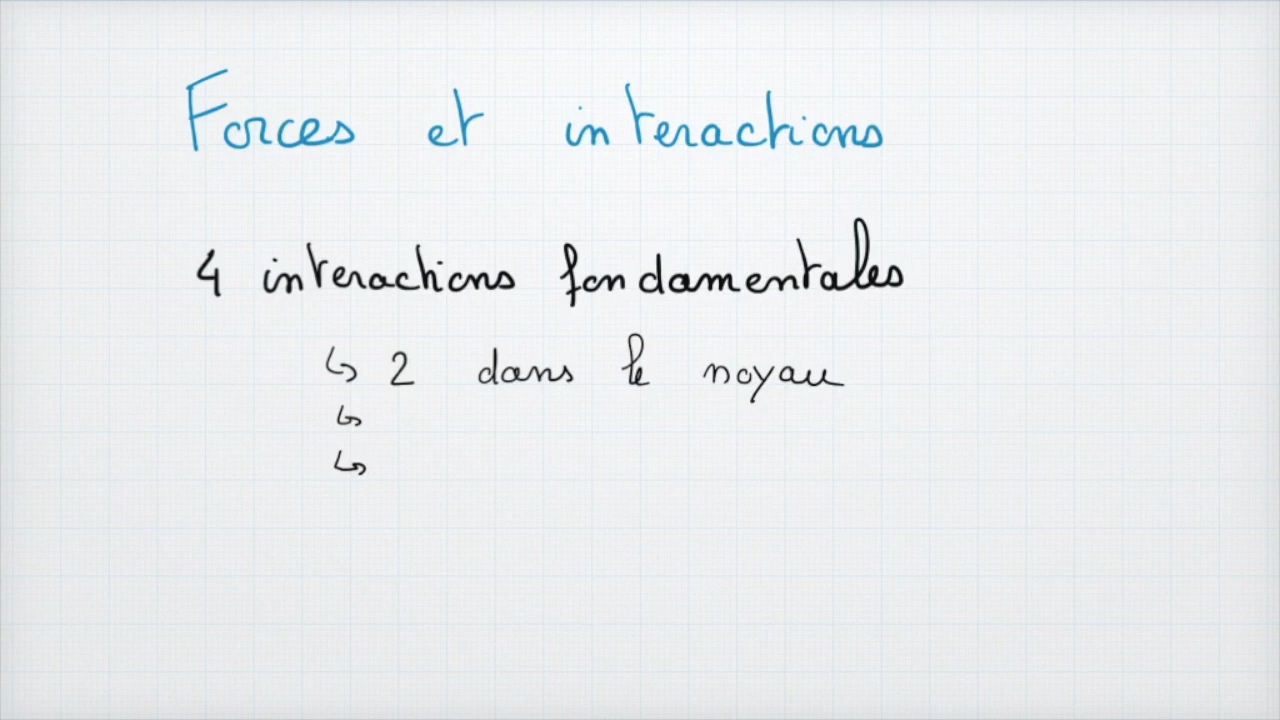 Forces et interactions
4 interactions fondamentales
↳ 2 dans le noyau
↳
↳